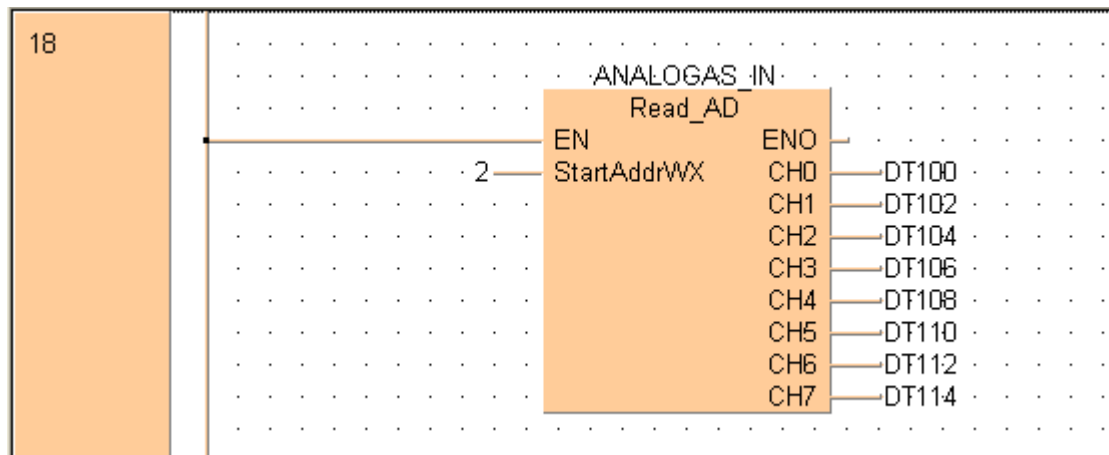 18
ANALOGAS_IN
Read_AD
EN ENO
2 StartAddrWX CH0 DT100
CH1 DT102
CH2 DT104
CH3 DT106
CH4 DT108
CH5 DT110
CH6 DT112
CH7 DT114